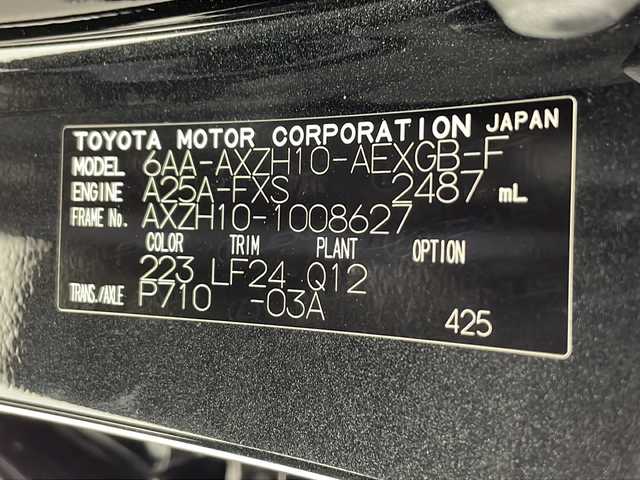 TOYOTA MOTOR CORPORATION JAPAN
MODEL 6AA-AXZH10-AEXGB-F
ENGINE A25A-FXS 2487 mL
FRAME No. AXZH10-1008627
COLOR TRIM PLANT OPTION
223 LF24 Q12
TRANS./AXLE P710 -03A
425